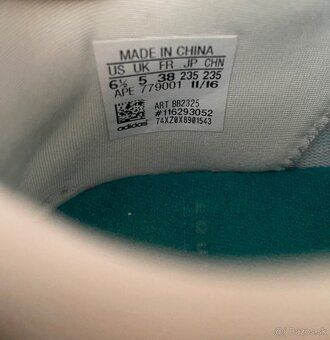 MADE IN CHINA
US UK FR JP CHN
6½ 5 38 235 235
APE 779001 11/16
ART BB2325
#116293052
74XZ0X8901543
adidas